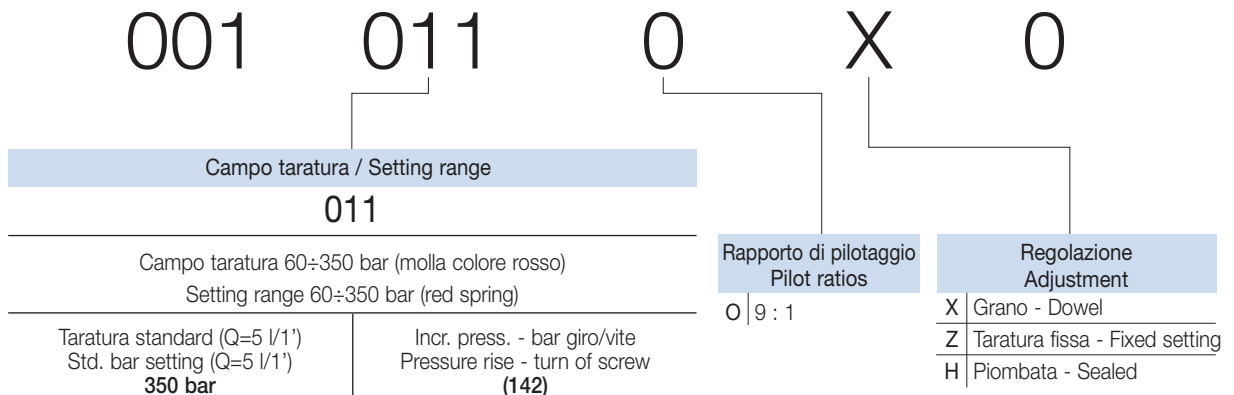 001 011 0 X 0
Campo taratura / Setting range
011
Campo taratura 60÷350 bar (molla colore rosso)
Setting range 60÷350 bar (red spring)
Taratura standard (Q=5 l/1')
Std. bar setting (Q=5 l/1')
350 bar
Incr. press. - bar giro/vite
Pressure rise - turn of screw
(142)
Rapporto di pilotaggio
Pilot ratios
O 9 : 1
Regolazione
Adjustment
X Grano - Dowel
Z Taratura fissa - Fixed setting
H Piombata - Sealed